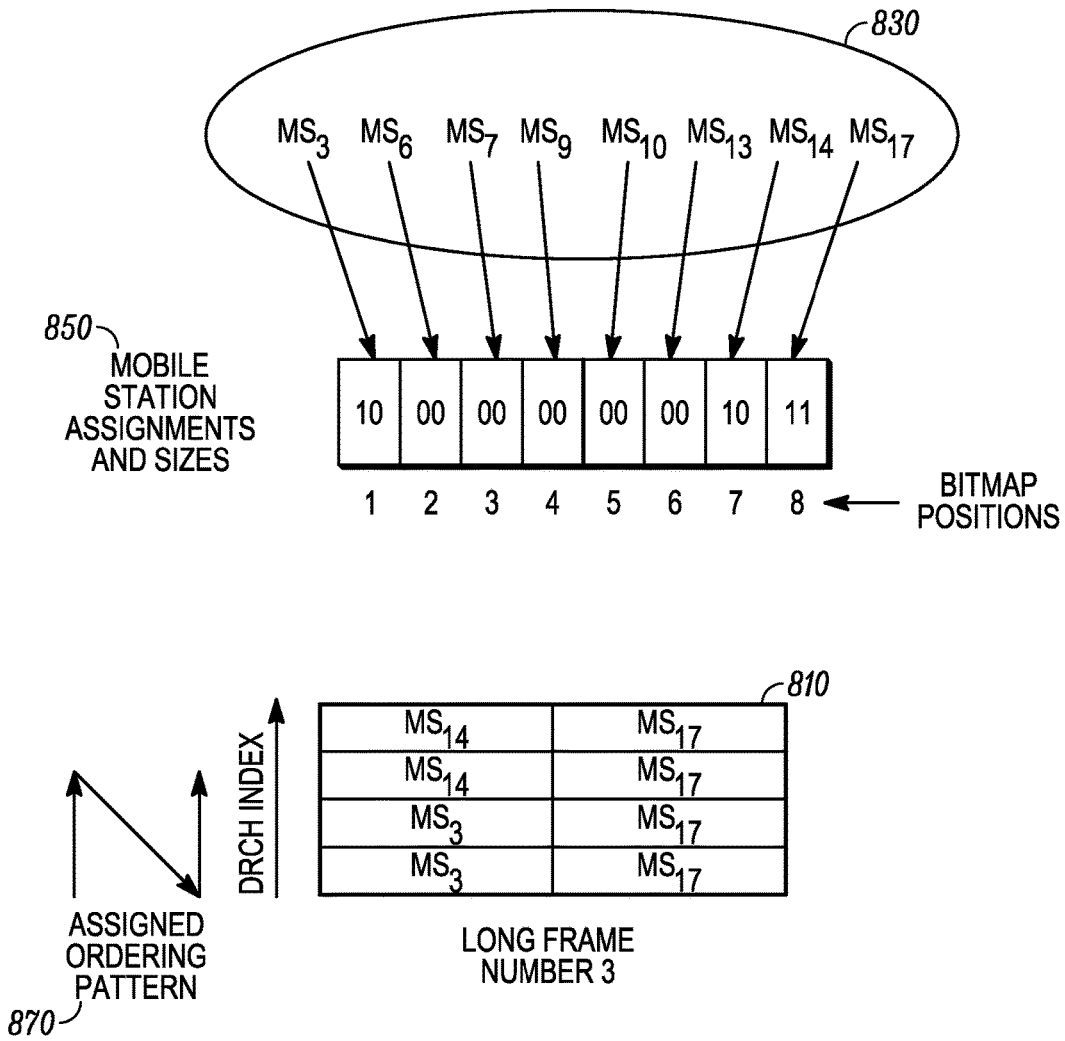 830
MS3 MS6 MS7 MS9 MS10 MS13 MS14 MS17
850
MOBILE
STATION
ASSIGNMENTS
AND SIZES
10 00 00 00 00 00 10 11
1 2 3 4 5 6 7 8
BITMAP
POSITIONS
810
DRCH INDEX
MS14 MS17
MS14 MS17
MS3 MS17
MS3 MS17
ASSIGNED
ORDERING
PATTERN
870
LONG FRAME
NUMBER 3